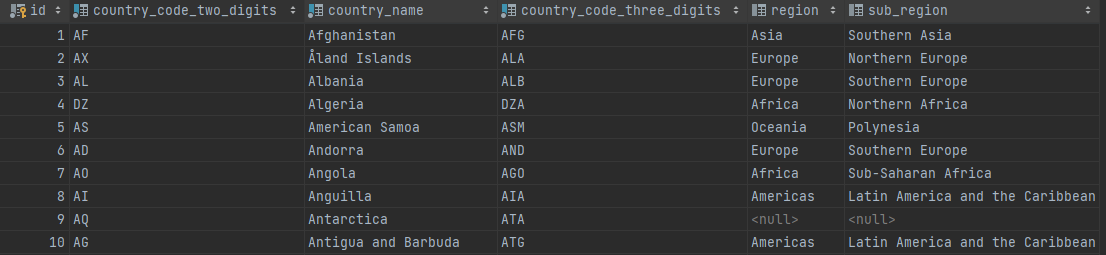 id country_code_two_digits country_name country_code_three_digits region sub_region
1 AF Afghanistan AFG Asia Southern Asia
2 AX Åland Islands ALA Europe Northern Europe
3 AL Albania ALB Europe Southern Europe
4 DZ Algeria DZA Africa Northern Africa
5 AS American Samoa ASM Oceania Polynesia
6 AD Andorra AND Europe Southern Europe
7 AO Angola AGO Africa Sub-Saharan Africa
8 AI Anguilla AIA Americas Latin America and the Caribbean
9 AQ Antarctica ATA <null> <null>
10 AG Antigua and Barbuda ATG Americas Latin America and the Caribbean